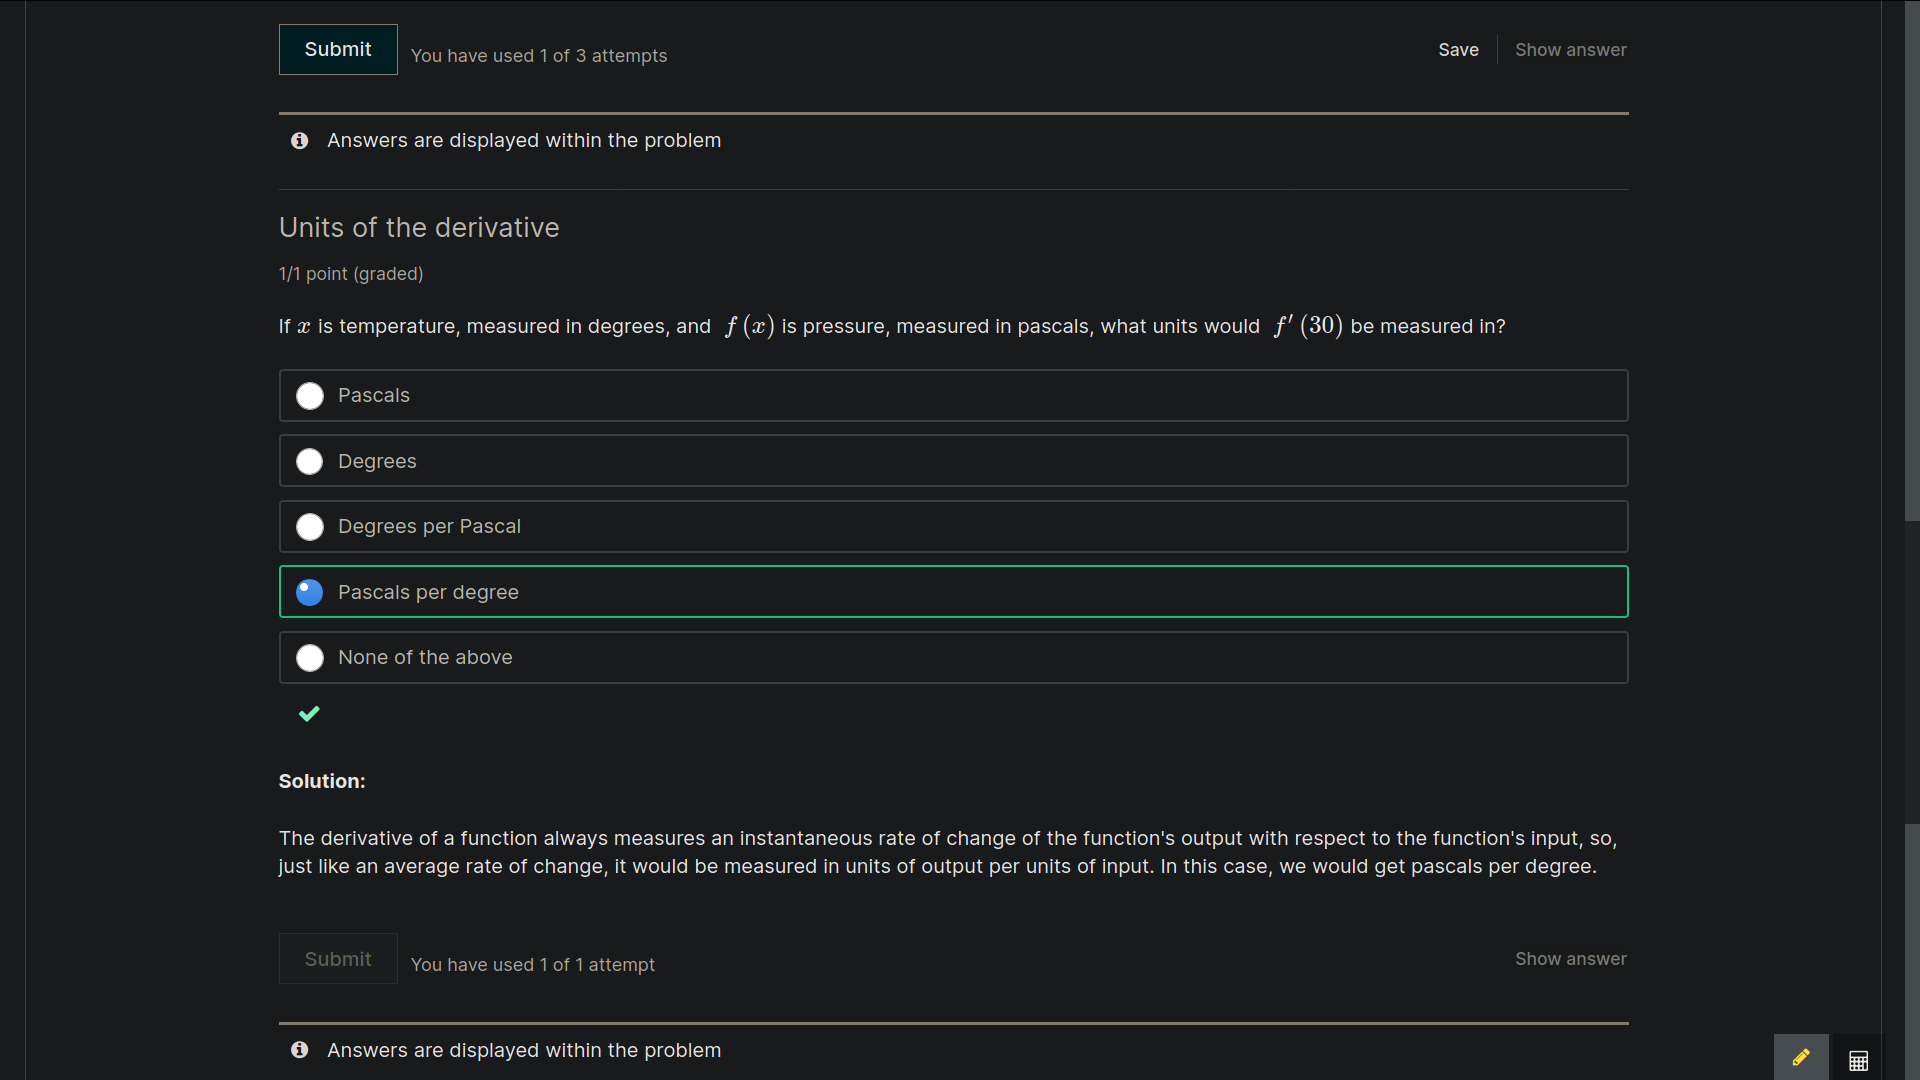 Submit
You have used 1 of 3 attempts
Save
Show answer
Answers are displayed within the problem
Units of the derivative
1/1 point (graded)
If x is temperature, measured in degrees, and f (x) is pressure, measured in pascals, what units would f′ (30) be measured in?
Pascals
Degrees
Degrees per Pascal
Pascals per degree
None of the above
Solution:
The derivative of a function always measures an instantaneous rate of change of the function's output with respect to the function's input, so,
just like an average rate of change, it would be measured in units of output per units of input. In this case, we would get pascals per degree.
Submit
You have used 1 of 1 attempt
Show answer
Answers are displayed within the problem